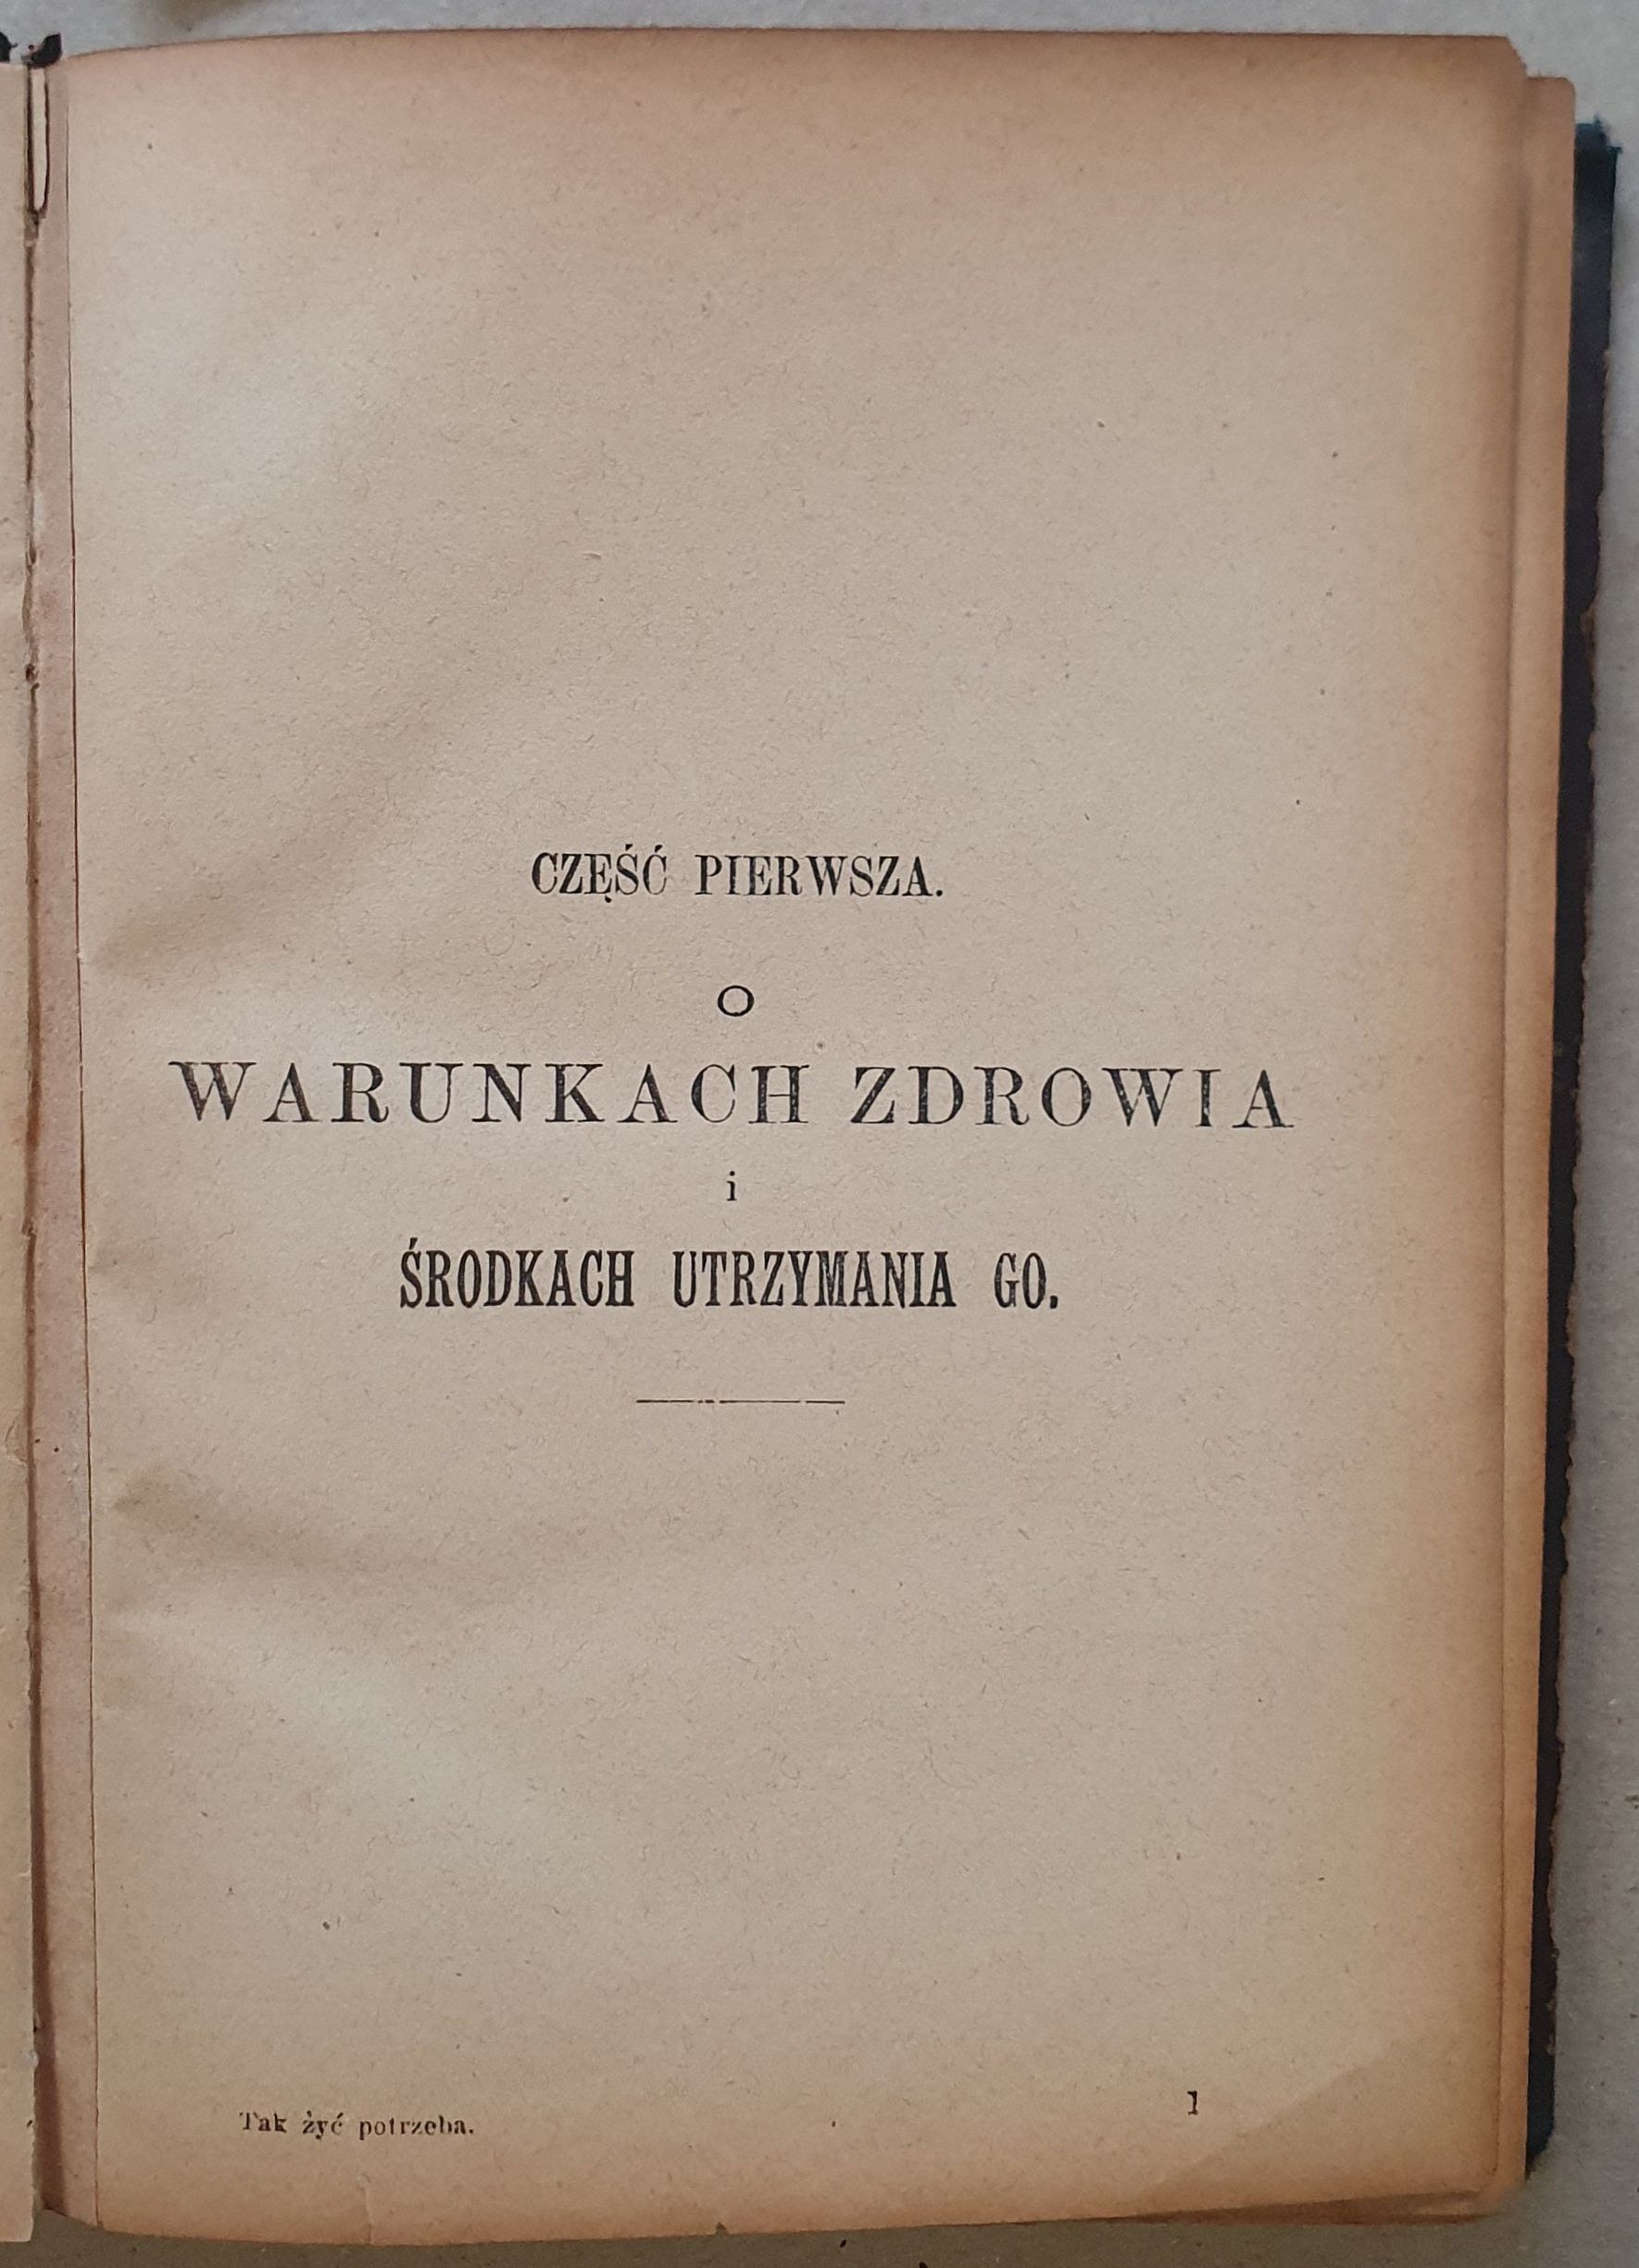 CZĘŚĆ PIERWSZA.
O
WARUNKACH ZDROWIA
i
ŚRODKACH UTRZYMANIA GO.
Tak żyć potrzeba.
1